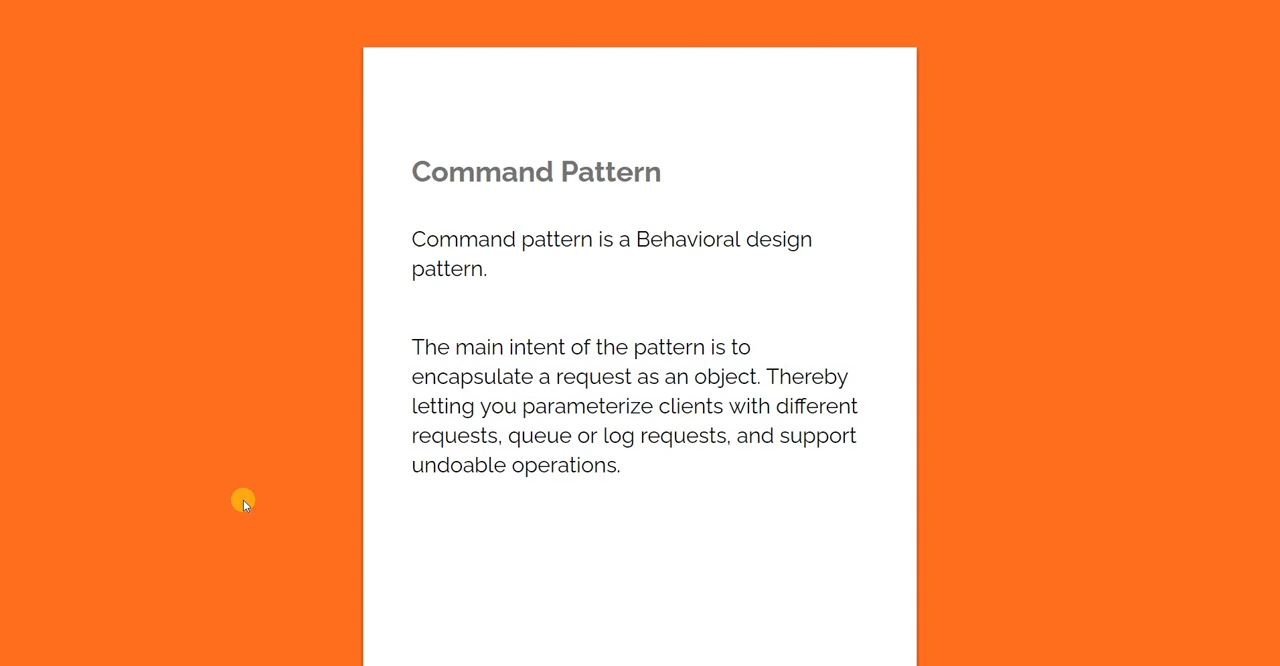 Command Pattern
Command pattern is a Behavioral design
pattern.
The main intent of the pattern is to
encapsulate a request as an object. Thereby
letting you parameterize clients with different
requests, queue or log requests, and support
undoable operations.